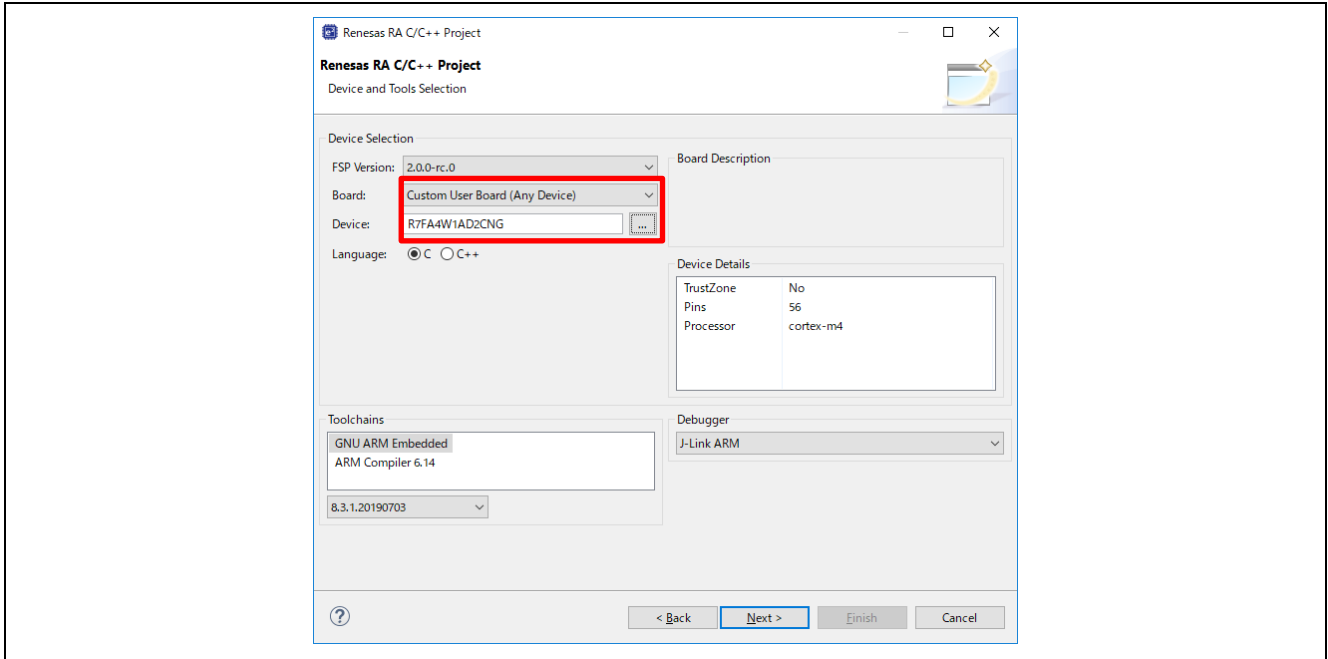 Renesas RA C/C++ Project
Renesas RA C/C++ Project
Device and Tools Selection
Device Selection
FSP Version: 2.0.0-rc.0
Board: Custom User Board (Any Device)
Device: R7FA4W1AD2CNG ...
Language: C C++
Board Description
Device Details
TrustZone No
Pins 56
Processor cortex-m4
Toolchains
GNU ARM Embedded
ARM Compiler 6.14
8.3.1.20190703
Debugger
J-Link ARM
? < Back Next > Finish Cancel